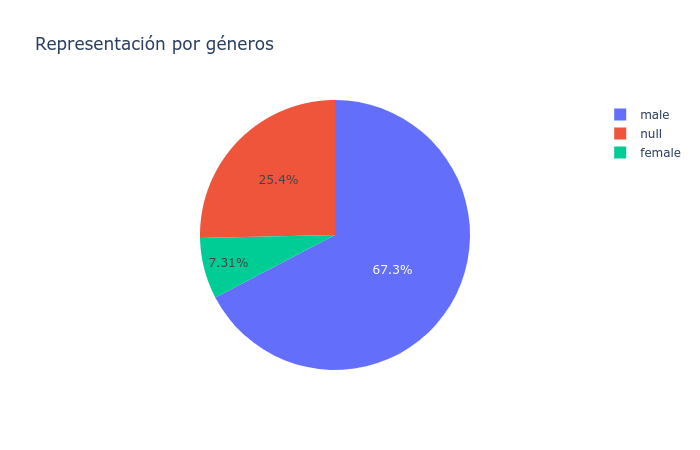 Representación por géneros
male
null
female
25.4%
7.31%
67.3%